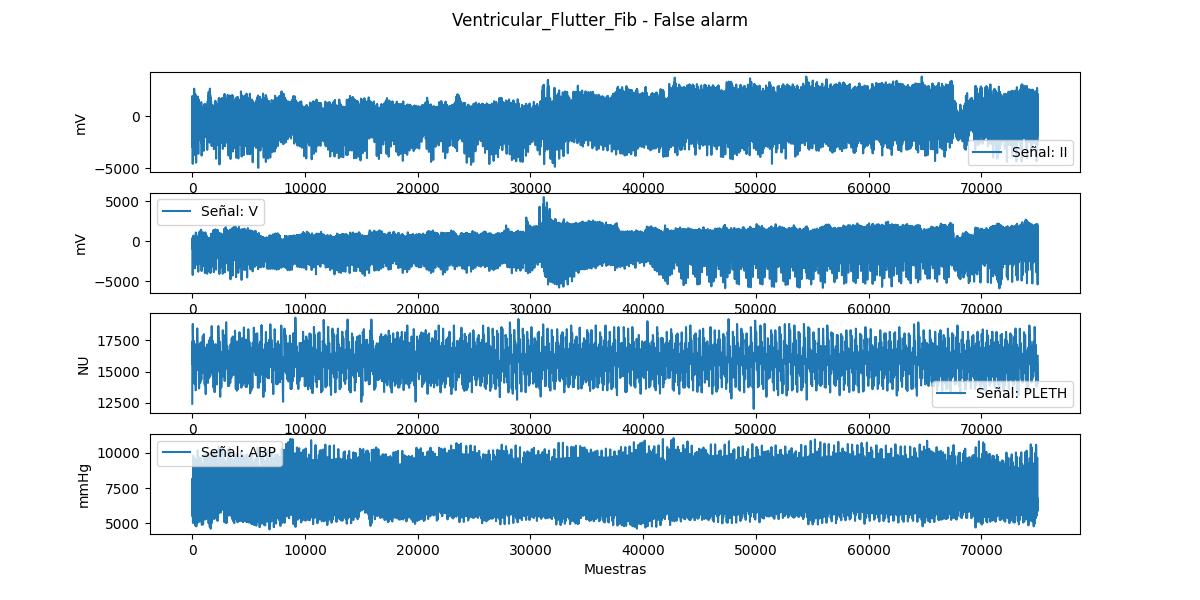 Ventricular_Flutter_Fib - False alarm
mV
0
−5000
Señal: II
0 10000 20000 30000 40000 50000 60000 70000
mV
5000
0
−5000
Señal: V
0 10000 20000 30000 40000 50000 60000 70000
NU
17500
15000
12500
Señal: PLETH
0 10000 20000 30000 40000 50000 60000 70000
mmHg
10000
7500
5000
Señal: ABP
0 10000 20000 30000 40000 50000 60000 70000
Muestras